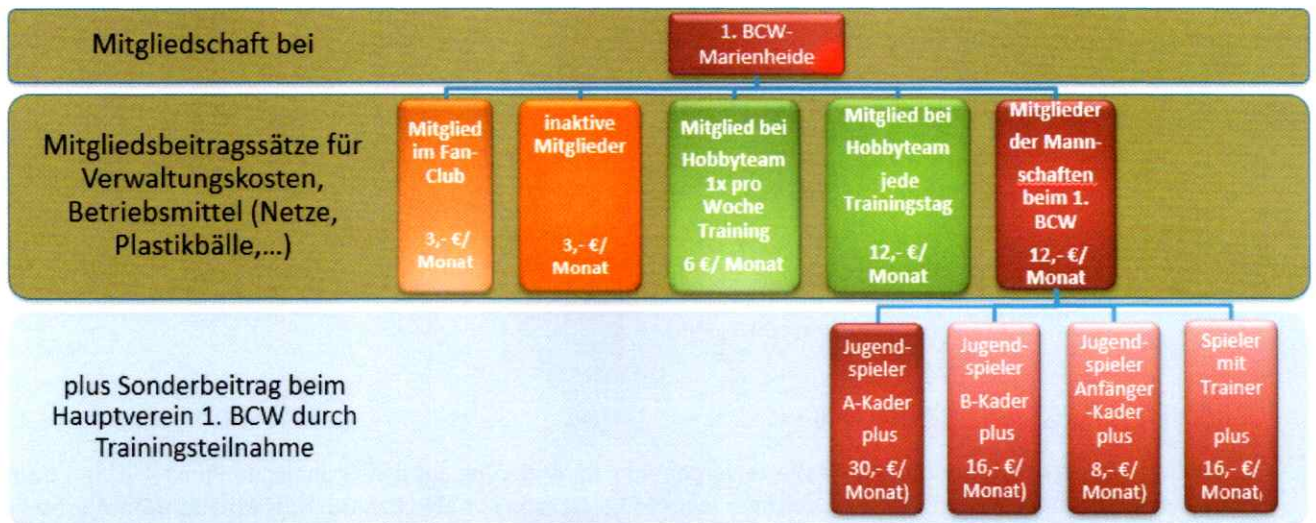 Mitgliedschaft bei
1. BCW-
Marienheide
Mitgliedsbeitragssätze für
Verwaltungskosten,
Betriebsmittel (Netze,
Plastikbälle,...)
Mitglied
im Fan-
Club
3,- €/
Monat
inaktive
Mitglieder
3,- €/
Monat
Mitglied bei
Hobbyteam
1x pro
Woche
Training
6 €/ Monat
Mitglied bei
Hobbyteam
jede
Trainingstag
12,- €/
Monat
Mitglieder
der Mann-
schaften
beim 1.
BCW
12,- €/
Monat
plus Sonderbeitrag beim
Hauptverein 1. BCW durch
Trainingsteilnahme
Jugend-
spieler
A-Kader
plus
30,- €/
Monat)
Jugend-
spieler
B-Kader
plus
16,- €/
Monat)
Jugend-
spieler
Anfänger
-Kader
plus
8,- €/
Monat)
Spieler
mit
Trainer
plus
16,- €/
Monat)